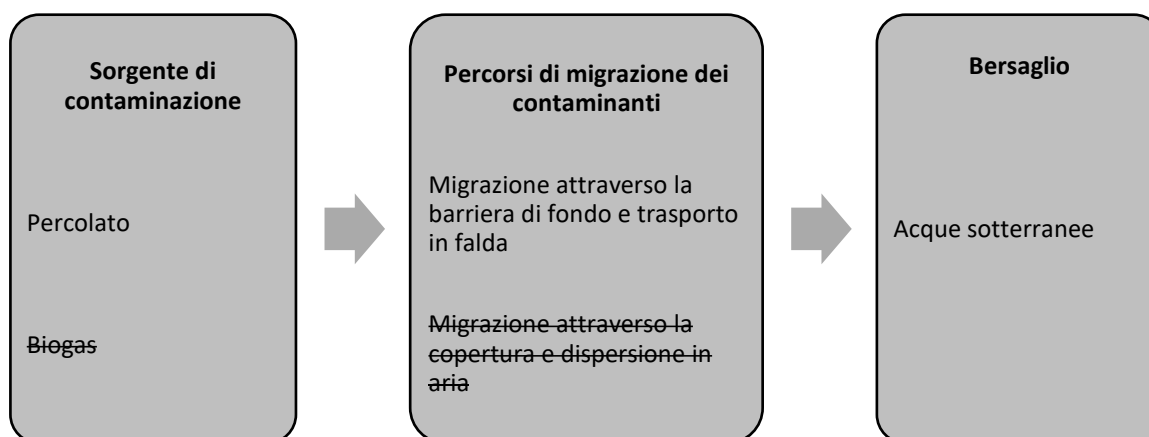 Sorgente di
contaminazione
Percolato
Biogas
Percorsi di migrazione dei
contaminanti
Migrazione attraverso la
barriera di fondo e trasporto
in falda
Migrazione attraverso la
copertura e dispersione in
aria
Bersaglio
Acque sotterranee